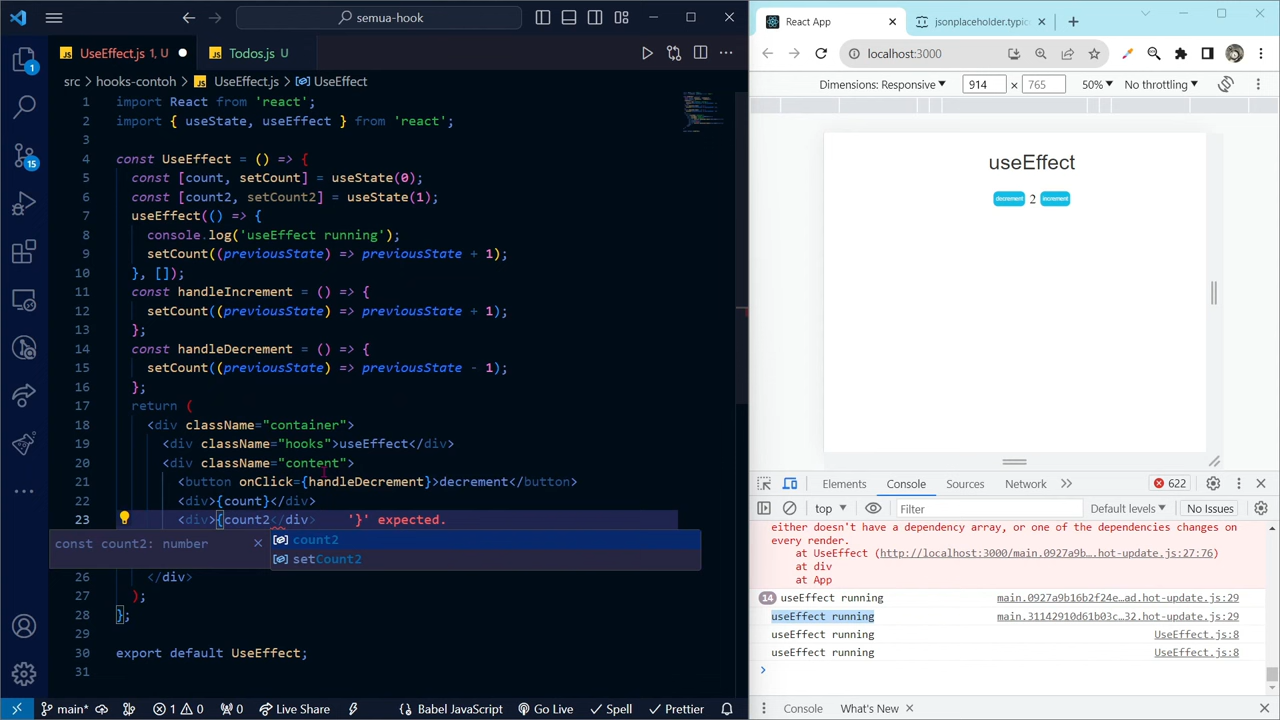 semua-hook
UseEffect.js 1, U
Todos.js U
src > hooks-contoh > UseEffect.js > UseEffect
1 import React from 'react';
2 import { useState, useEffect } from 'react';
3
4 const UseEffect = () => {
5 const [count, setCount] = useState(0);
6 const [count2, setCount2] = useState(1);
7 useEffect(() => {
8 console.log('useEffect running');
9 setCount((previousState) => previousState + 1);
10 }, []);
11 const handleIncrement = () => {
12 setCount((previousState) => previousState + 1);
13 };
14 const handleDecrement = () => {
15 setCount((previousState) => previousState - 1);
16 };
17 return (
18 <div className="container">
19 <div className="hooks">useEffect</div>
20 <div className="content">
21 <button onClick={handleDecrement}>decrement</button>
22 <div>{count}</div>
23 <div>{count2</div> '}' expected.
const count2: number
count2
setCount2
26 </div>
27 );
28 };
29
30 export default UseEffect;
31
1
15
main*
1 0
Live Share
Babel JavaScript
Go Live
Spell
Prettier
React App
jsonplaceholder.typic
localhost:3000
Dimensions: Responsive
914 × 765
50%
No throttling
useEffect
decrement 2 increment
Elements
Console
Sources
Network
622
top
Filter
Default levels
No Issues
either doesn't have a dependency array, or one of the dependencies changes on
every render.
at UseEffect (http://localhost:3000/main.0927a9b….hot-update.js:27:76)
at div
at App
14 useEffect running main.0927a9b16b2f24e…ad.hot-update.js:29
useEffect running main.31142910d61b03c…32.hot-update.js:29
useEffect running UseEffect.js:8
useEffect running UseEffect.js:8
Console
What's New